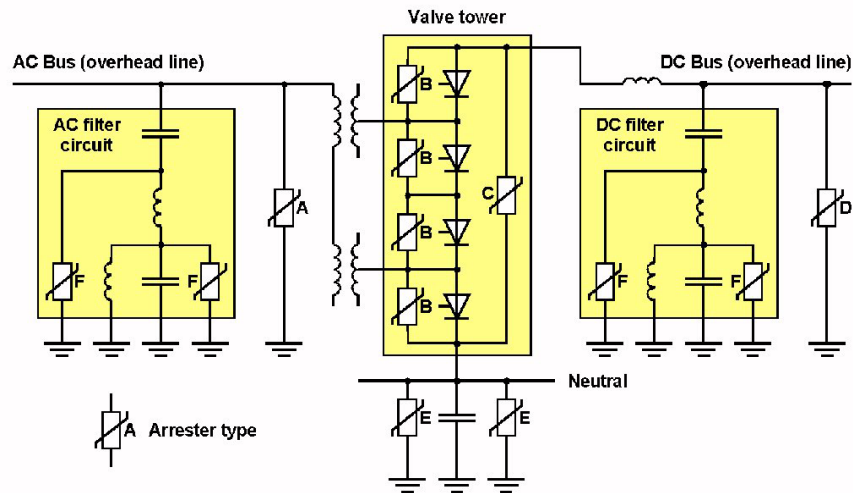 Valve tower
AC Bus (overhead line)
DC Bus (overhead line)
AC filter
circuit
DC filter
circuit
B
B
B
B
C
A
D
F
F
F
F
Neutral
E
E
A Arrester type